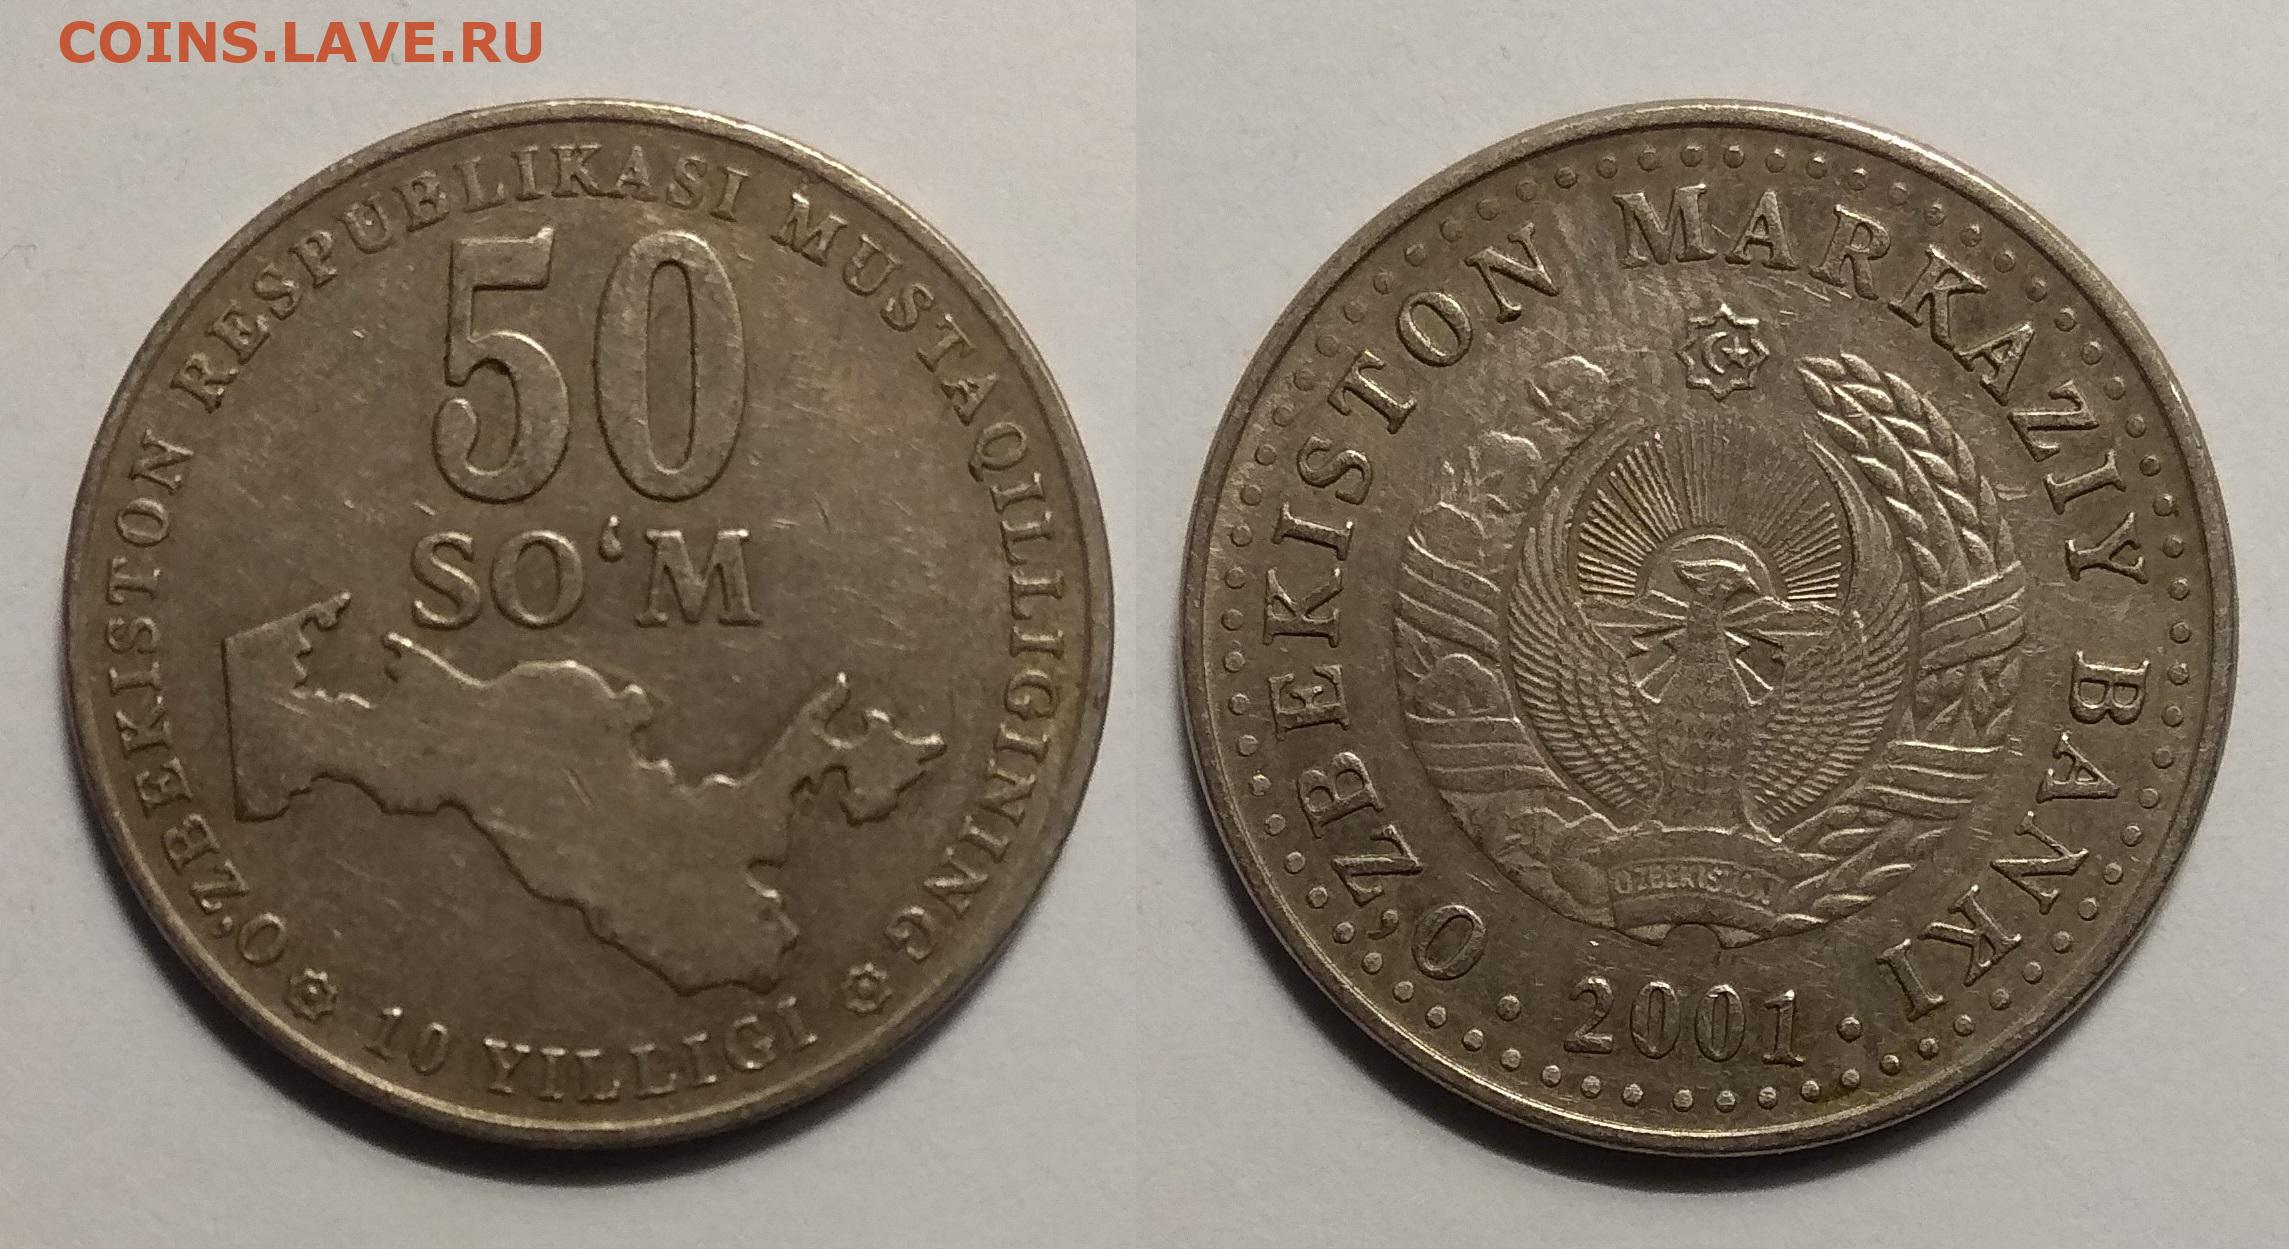 COINS.LAVE.RU
O‘ZBEKISTON RESPUBLIKASI MUSTAQILLIGINING
50
SO‘M
10 YILLIGI
O‘ZBEKISTON MARKAZIY BANKI
O‘ZBEKISTON
2001